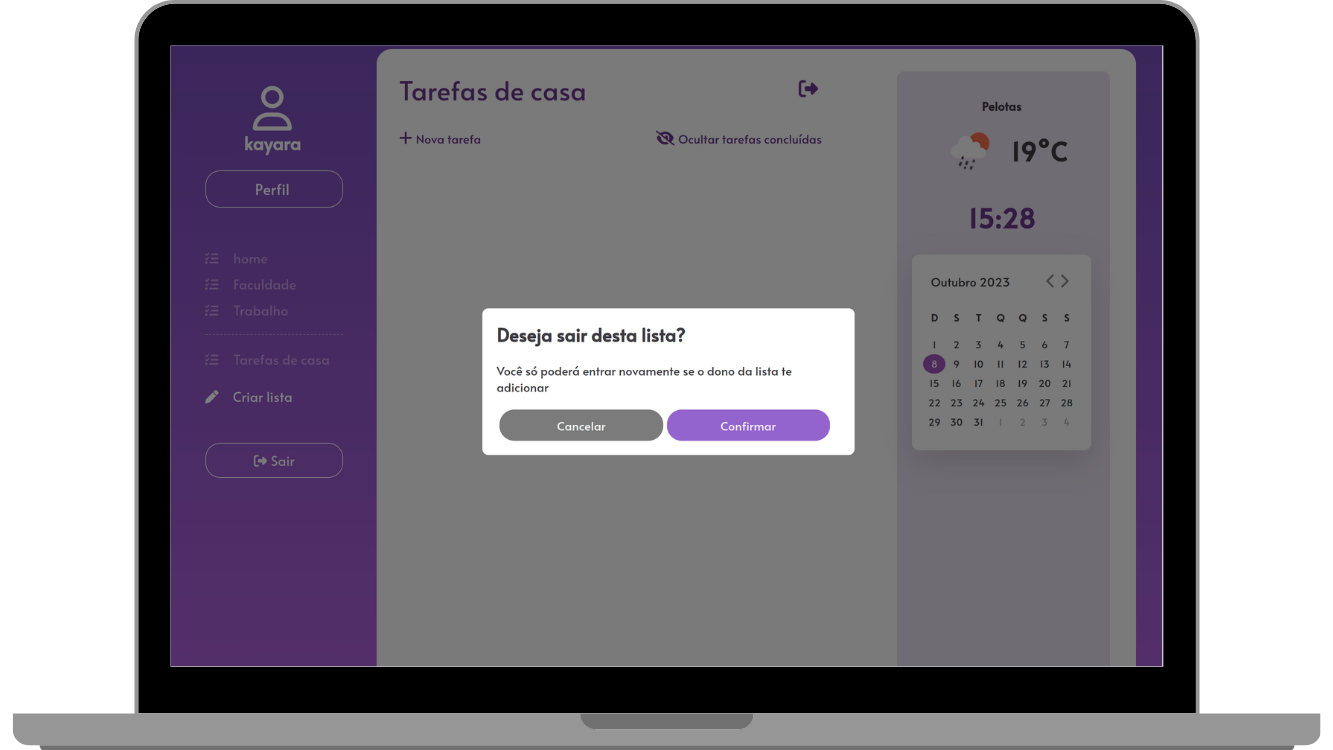 kayara
Perfil
home
Faculdade
Trabalho
Tarefas de casa
Criar lista
Sair
Tarefas de casa
Nova tarefa
Ocultar tarefas concluídas
Deseja sair desta lista?
Você só poderá entrar novamente se o dono da lista te
adicionar
Cancelar
Confirmar
Pelotas
19°C
15:28
Outubro 2023
D S T Q Q S S
1 2 3 4 5 6 7
8 9 10 11 12 13 14
15 16 17 18 19 20 21
22 23 24 25 26 27 28
29 30 31 1 2 3 4